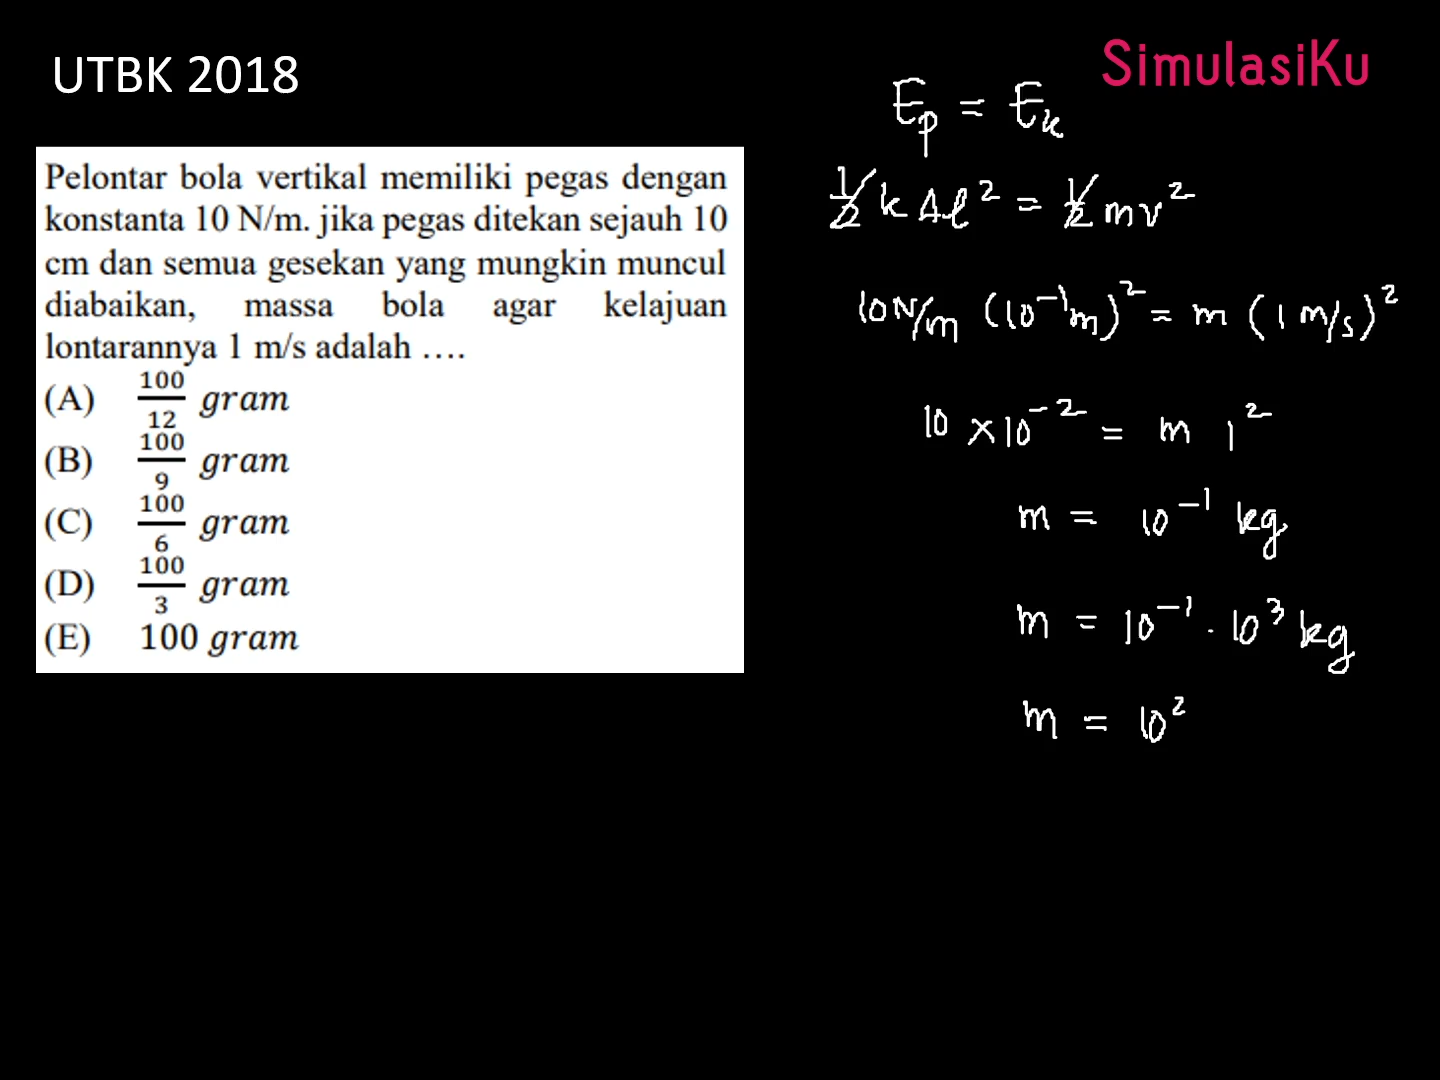 UTBK 2018
SimulasiKu
Pelontar bola vertikal memiliki pegas dengan
konstanta 10 N/m. jika pegas ditekan sejauh 10
cm dan semua gesekan yang mungkin muncul
diabaikan, massa bola agar kelajuan
lontarannya 1 m/s adalah ….
(A) 100/12 gram
(B) 100/9 gram
(C) 100/6 gram
(D) 100/3 gram
(E) 100 gram
Ep = Ek
1/2 k Δℓ² = 1/2 mv²
10 N/m (10⁻¹m)² = m (1 m/s)²
10 × 10⁻² = m 1²
m = 10⁻¹ kg
m = 10⁻¹ . 10³ kg
m = 10²